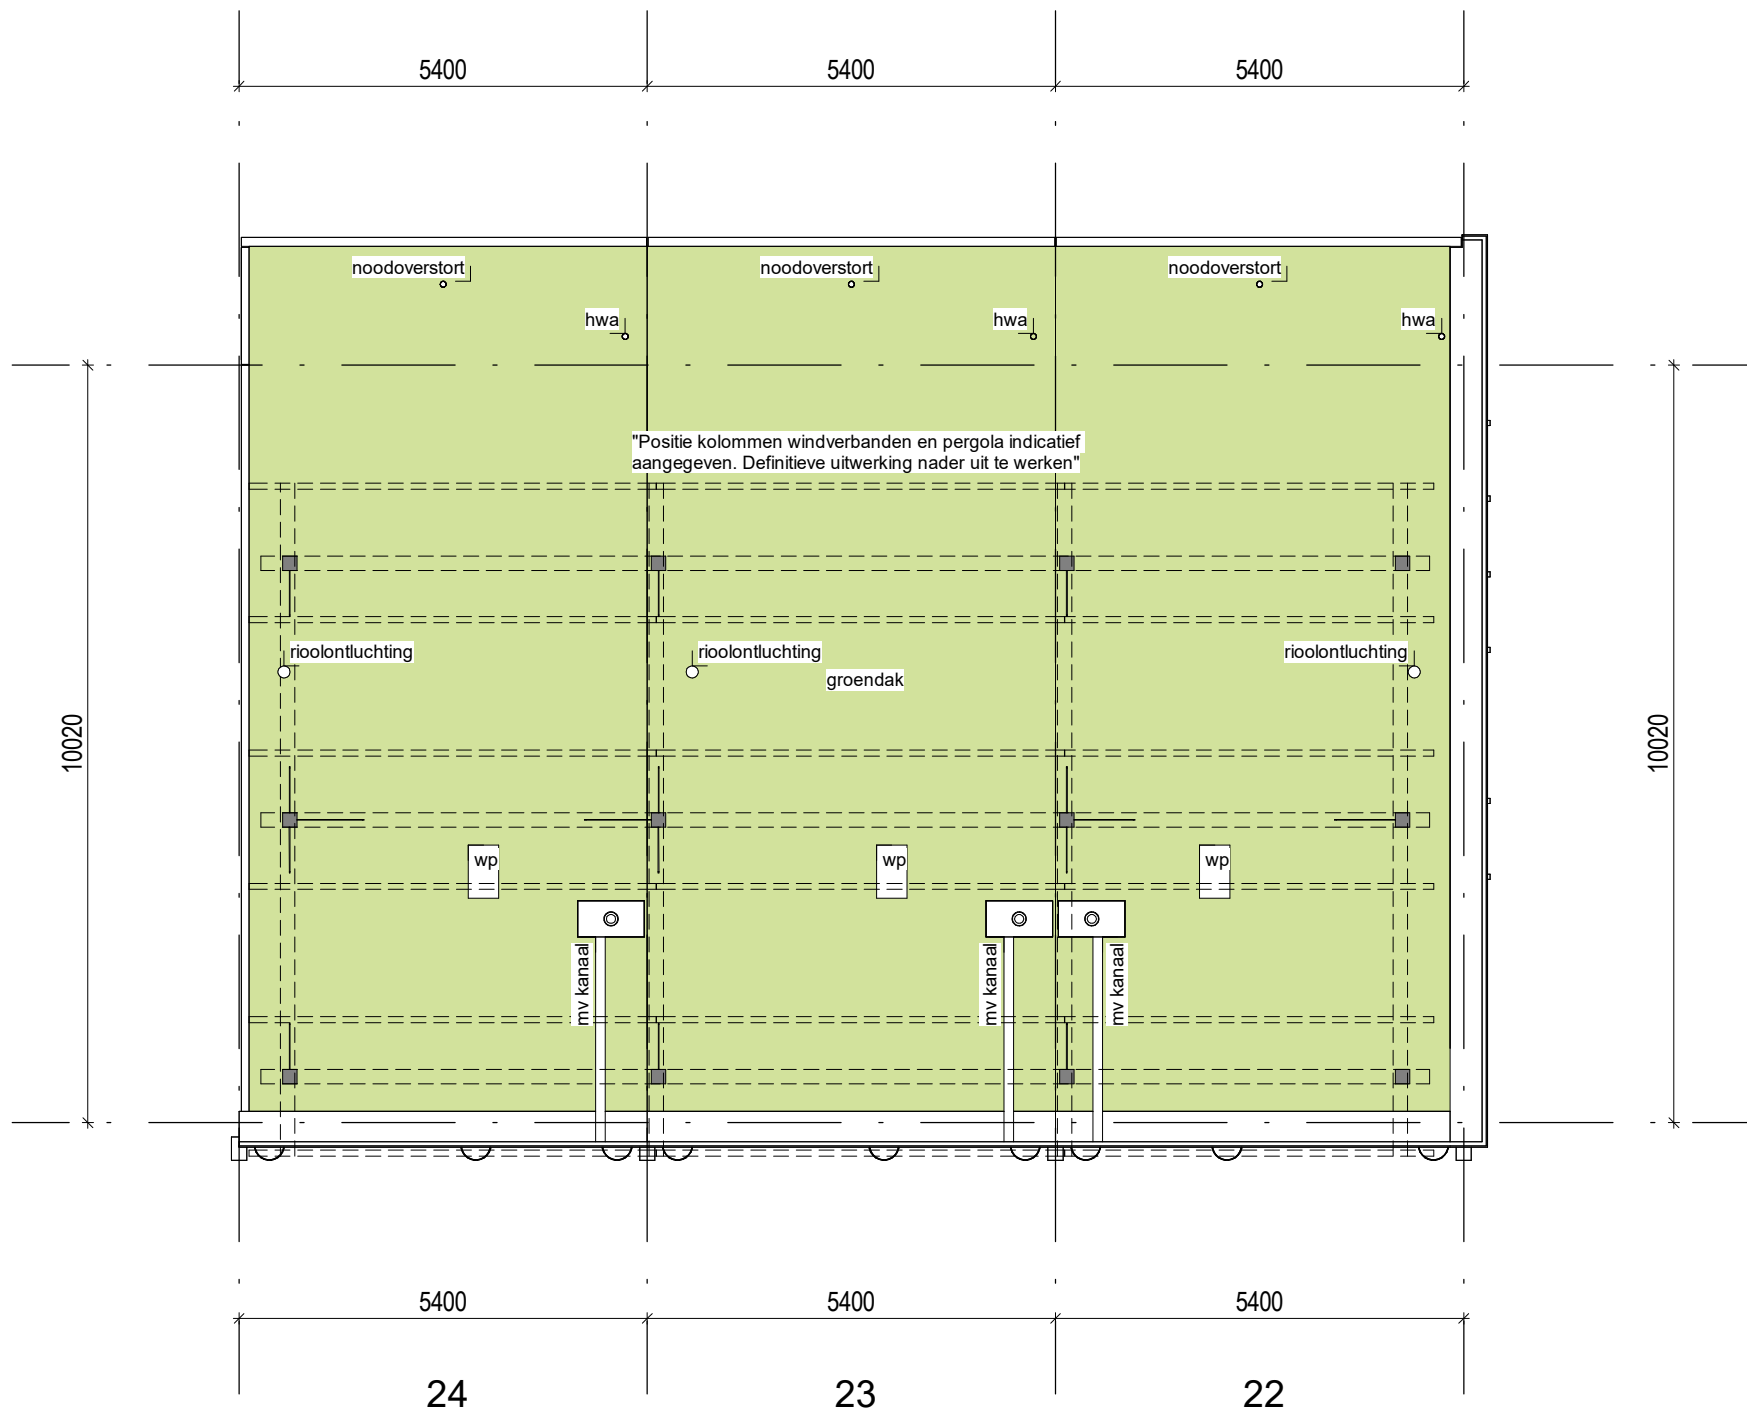 5400 5400 5400
noodoverstort noodoverstort noodoverstort
hwa hwa hwa
"Positie kolommen windverbanden en pergola indicatief
aangegeven. Definitieve uitwerking nader uit te werken"
rioolontluchting rioolontluchting rioolontluchting
groendak
10020 10020
wp wp wp
mv kanaal mv kanaal mv kanaal
5400 5400 5400
24 23 22